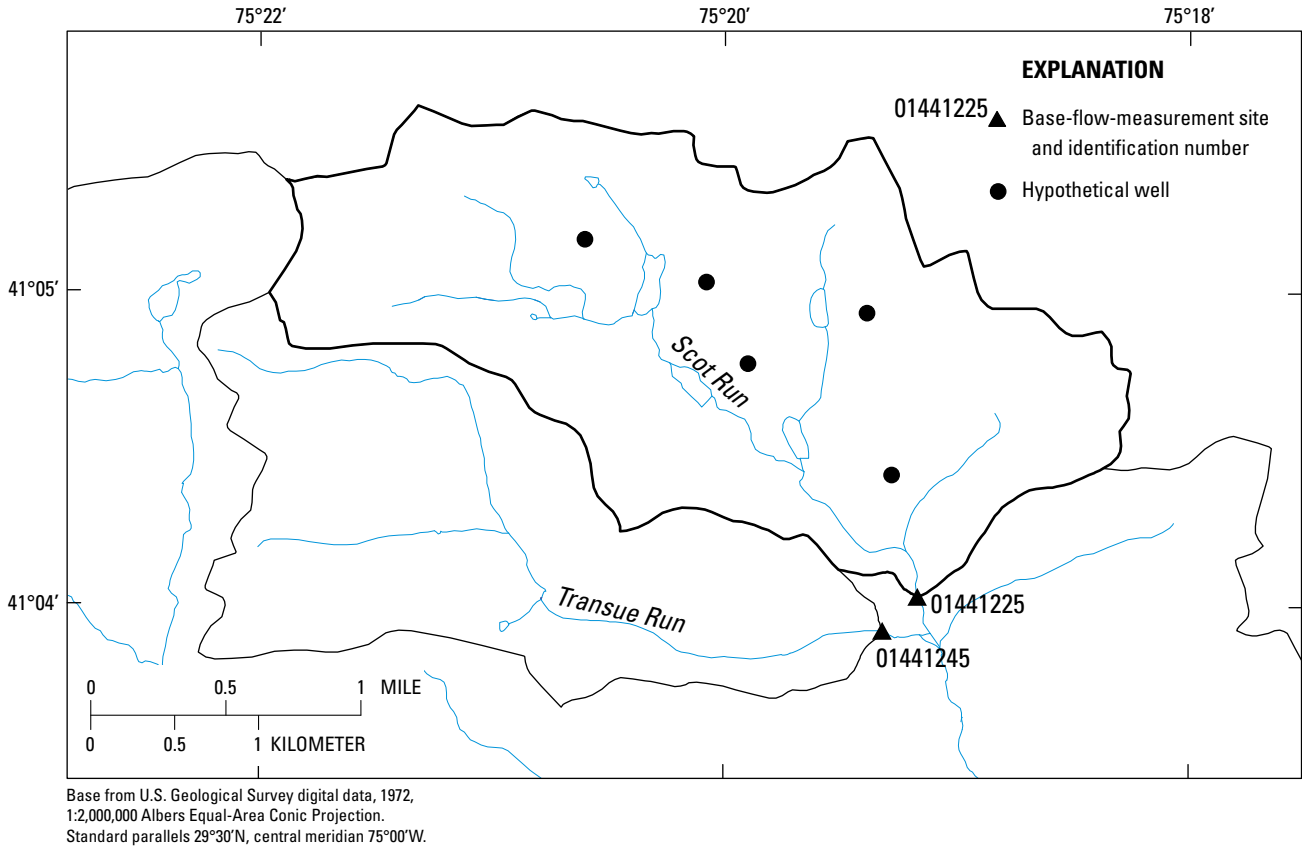 75°22′
75°20′
75°18′
EXPLANATION
01441225
Base-flow-measurement site
and identification number
Hypothetical well
41°05′
Scot Run
41°04′
Transue Run
01441225
01441245
0 0.5 1 MILE
0 0.5 1 KILOMETER
Base from U.S. Geological Survey digital data, 1972,
1:2,000,000 Albers Equal-Area Conic Projection.
Standard parallels 29°30′N, central meridian 75°00′W.